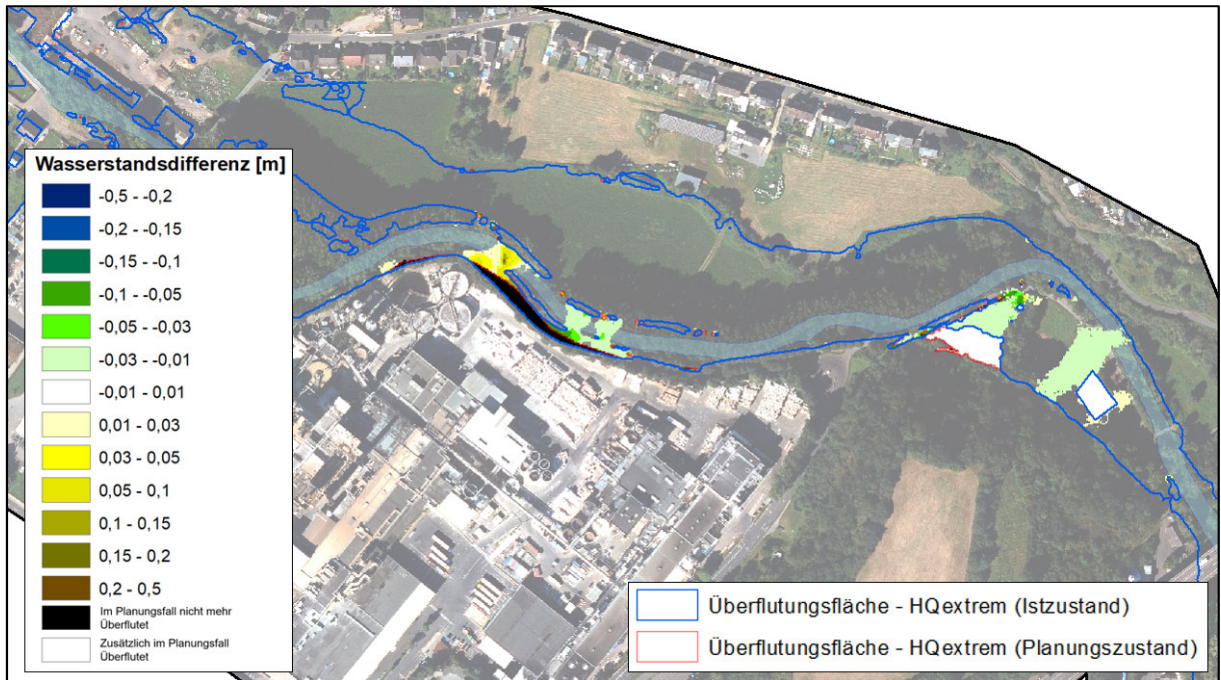 Wasserstandsdifferenz [m]
-0,5 - -0,2
-0,2 - -0,15
-0,15 - -0,1
-0,1 - -0,05
-0,05 - -0,03
-0,03 - -0,01
-0,01 - 0,01
0,01 - 0,03
0,03 - 0,05
0,05 - 0,1
0,1 - 0,15
0,15 - 0,2
0,2 - 0,5
Im Planungsfall nicht mehr
Überflutet
Zusätzlich im Planungsfall
Überflutet
Überflutungsfläche - HQextrem (Istzustand)
Überflutungsfläche - HQextrem (Planungszustand)